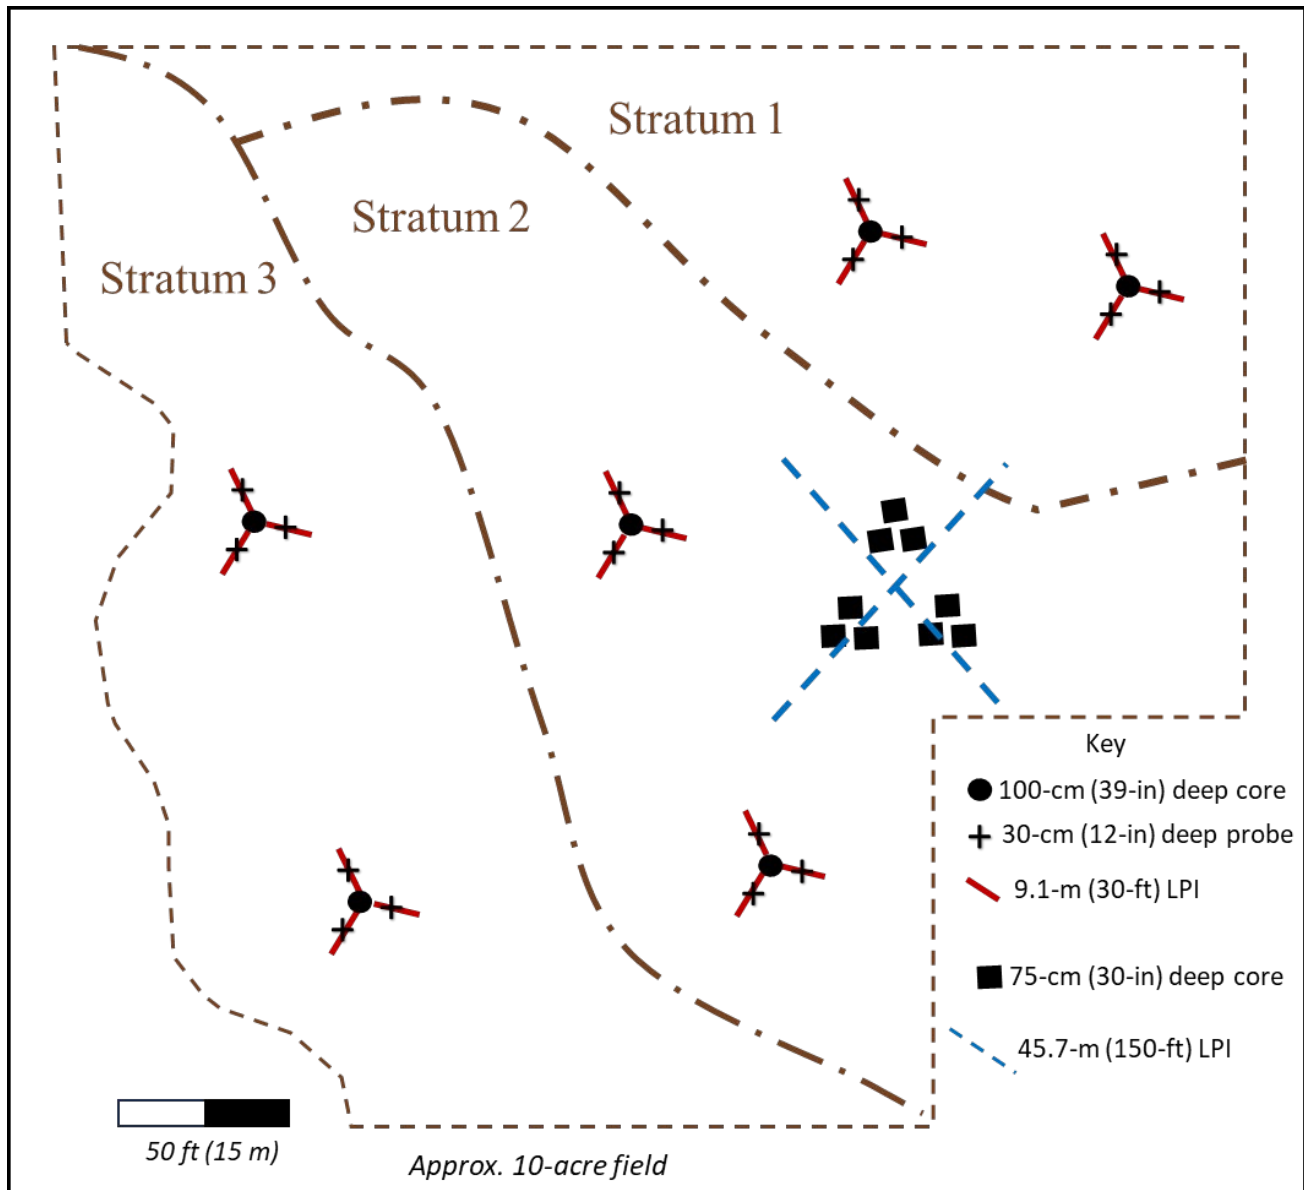 Stratum 1
Stratum 2
Stratum 3
Key
100-cm (39-in) deep core
30-cm (12-in) deep probe
9.1-m (30-ft) LPI
75-cm (30-in) deep core
45.7-m (150-ft) LPI
50 ft (15 m)
Approx. 10-acre field